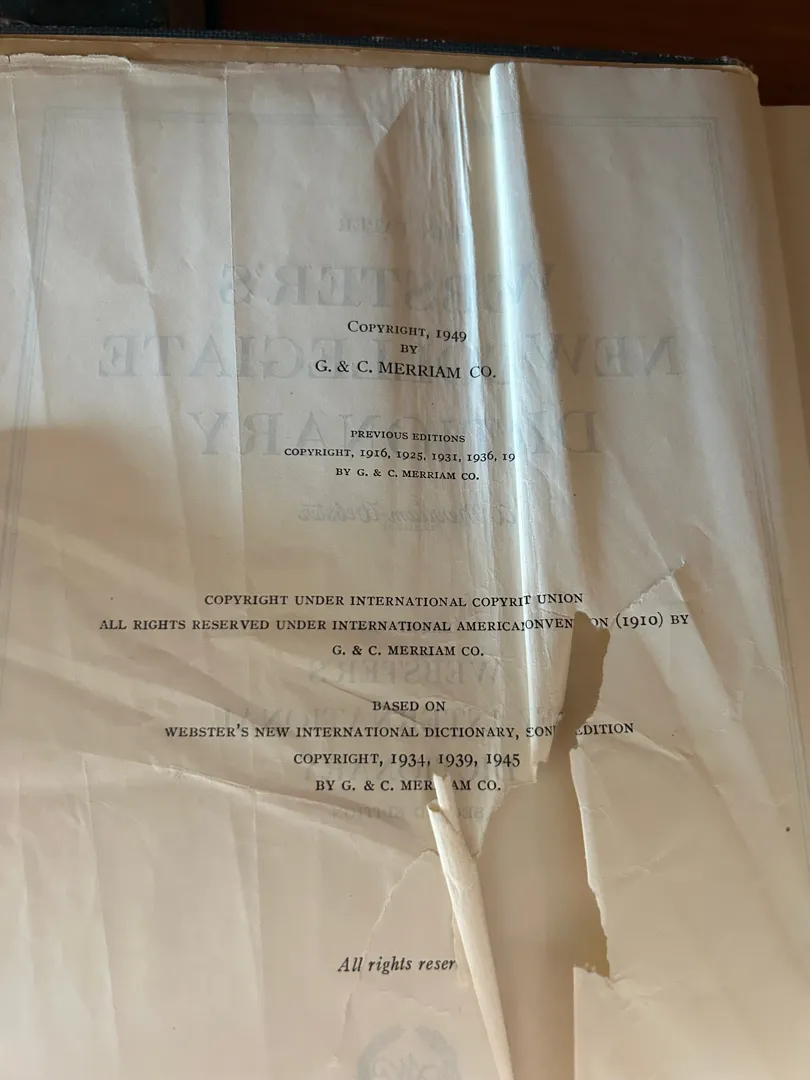 COPYRIGHT, 1949
BY
G. & C. MERRIAM CO.
PREVIOUS EDITIONS
COPYRIGHT, 1916, 1925, 1931, 1936, 19
BY G. & C. MERRIAM CO.
COPYRIGHT UNDER INTERNATIONAL COPYRIT UNION
ALL RIGHTS RESERVED UNDER INTERNATIONAL AMERICA ONVEN ON (1910) BY
G. & C. MERRIAM CO.
BASED ON
WEBSTER'S NEW INTERNATIONAL DICTIONARY, EDITION
COPYRIGHT, 1934, 1939, 1945
BY G. & C. MER AM CO.
All rights reser